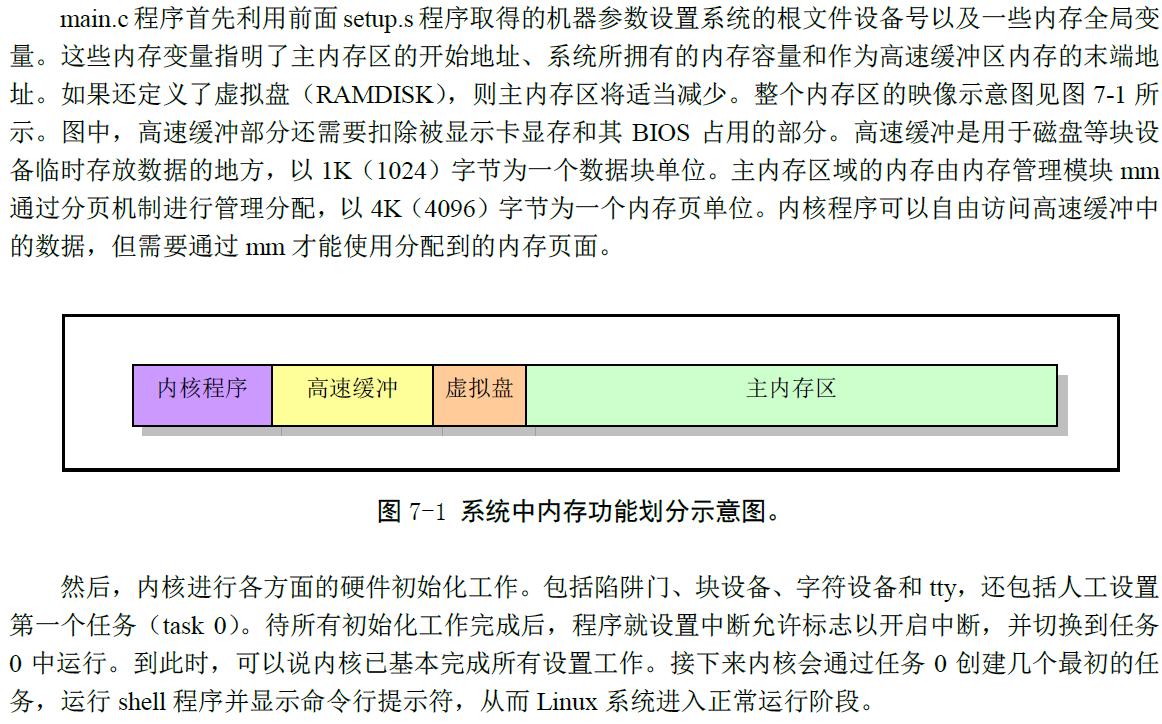 main.c 程序首先利用前面 setup.s 程序取得的机器参数设置系统的根文件设备号以及一些内存全局变
量。这些内存变量指明了主内存区的开始地址、系统所拥有的内存容量和作为高速缓冲区内存的末端地
址。如果还定义了虚拟盘（RAMDISK），则主内存区将适当减少。整个内存区的映像示意图见图 7-1 所
示。图中，高速缓冲部分还需要扣除被显示卡显存和其 BIOS 占用的部分。高速缓冲是用于磁盘等块设
备临时存放数据的地方，以 1K（1024）字节为一个数据块单位。主内存区域的内存由内存管理模块 mm
通过分页机制进行管理分配，以 4K（4096）字节为一个内存页单位。内核程序可以自由访问高速缓冲中
的数据，但需要通过 mm 才能使用分配到的内存页面。
内核程序 高速缓冲 虚拟盘 主内存区
图 7-1 系统中内存功能划分示意图。
然后，内核进行各方面的硬件初始化工作。包括陷阱门、块设备、字符设备和 tty，还包括人工设置
第一个任务（task 0）。待所有初始化工作完成后，程序就设置中断允许标志以开启中断，并切换到任务
0 中运行。到此时，可以说内核已基本完成所有设置工作。接下来内核会通过任务 0 创建几个最初的任
务，运行 shell 程序并显示命令行提示符，从而 Linux 系统进入正常运行阶段。